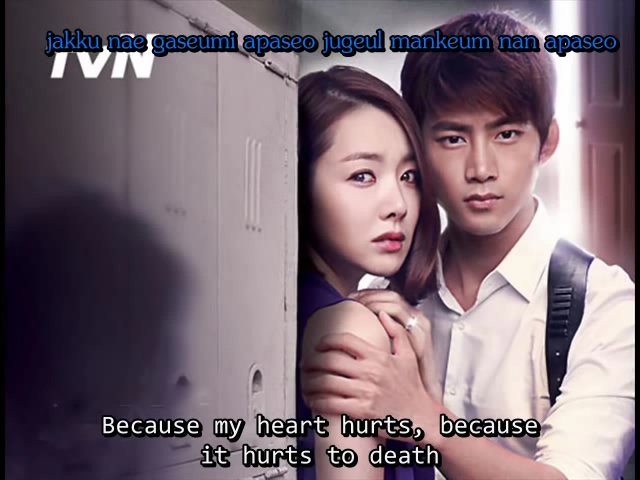 jakku nae gaseumi apaseo jugeul mankeum nan apaseo
tvN
Because my heart hurts, because
it hurts to death